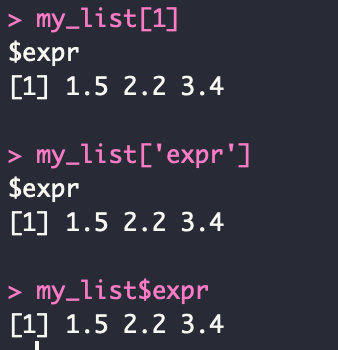 > my_list[1]
$expr
[1] 1.5 2.2 3.4
> my_list['expr']
$expr
[1] 1.5 2.2 3.4
> my_list$expr
[1] 1.5 2.2 3.4